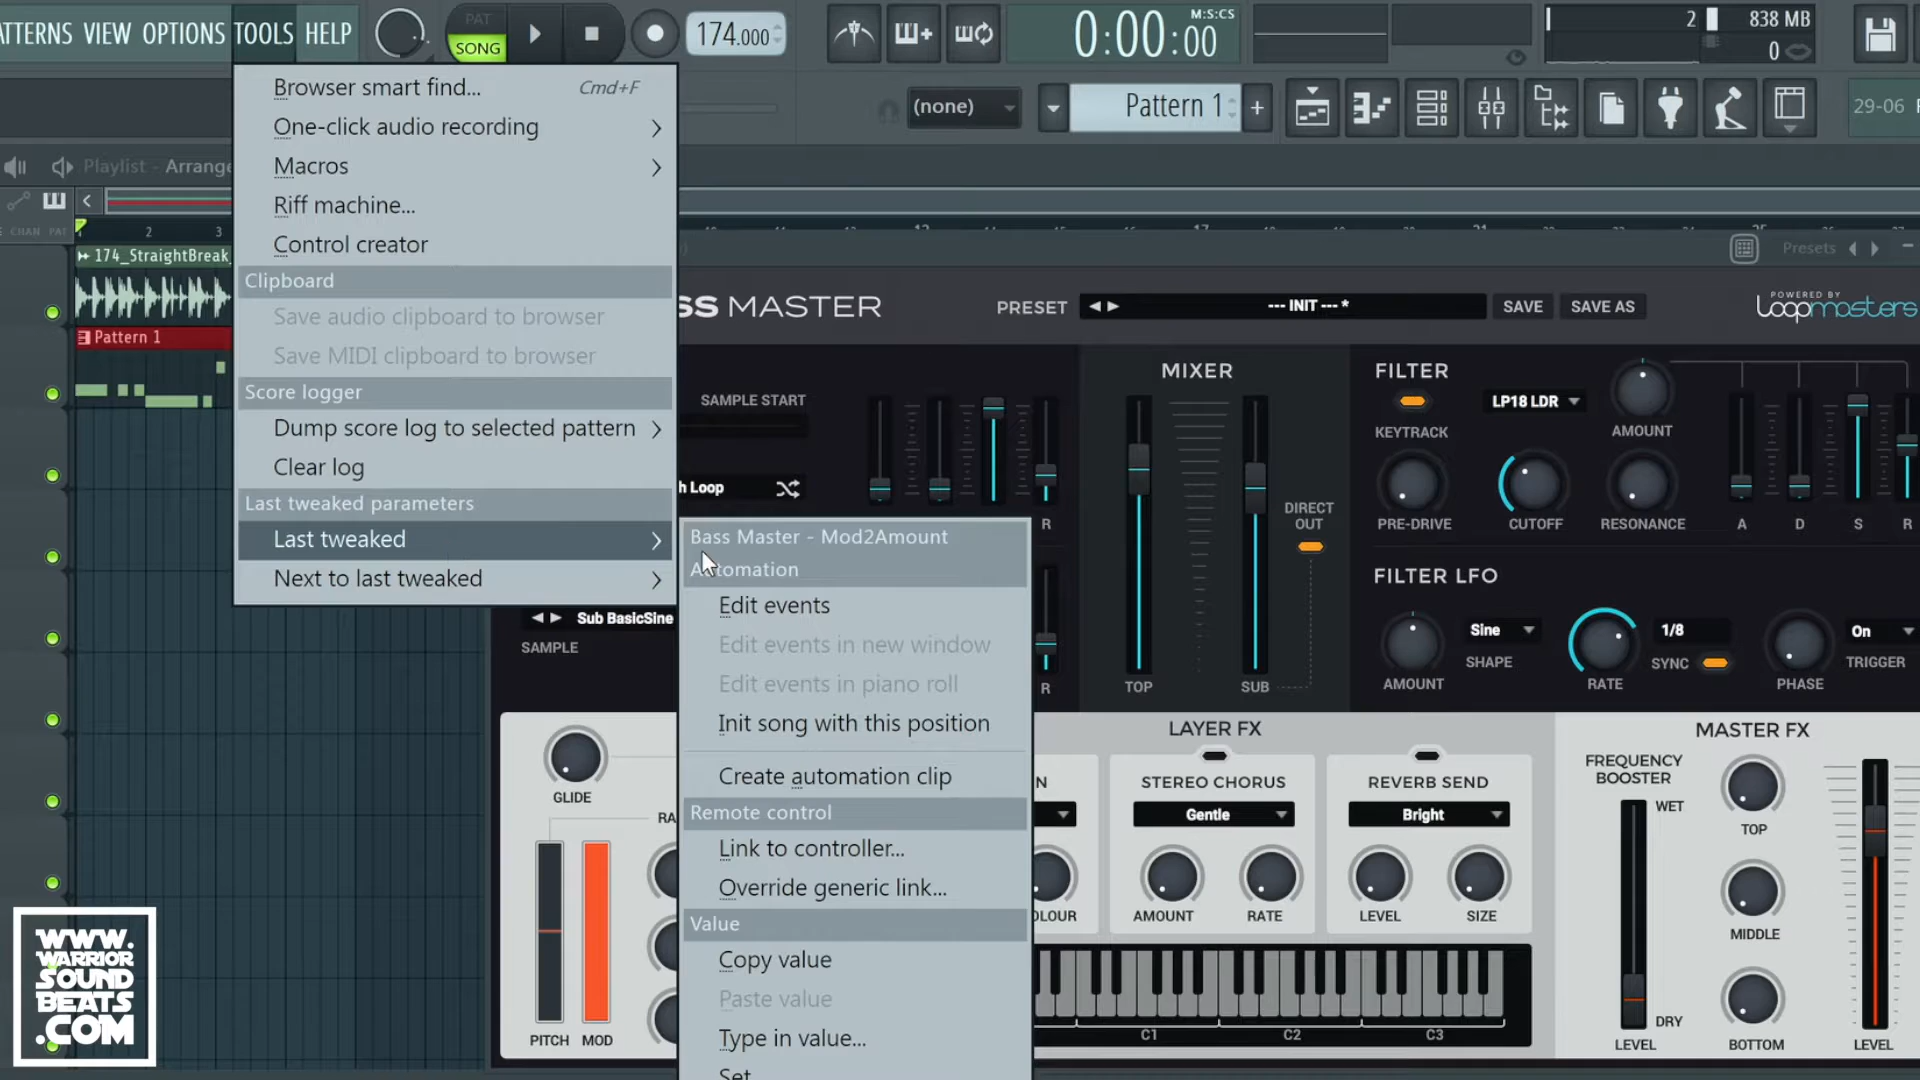 PATTERNS VIEW OPTIONS TOOLS HELP
PAT
SONG
174.000
0:00:00
M:S:CS
2
838 MB
0
(none)
Pattern 1
29-06
Browser smart find... Cmd+F
One-click audio recording
Macros
Riff machine...
Control creator
Clipboard
Save audio clipboard to browser
Save MIDI clipboard to browser
Score logger
Dump score log to selected pattern
Clear log
Last tweaked parameters
Last tweaked
Next to last tweaked
Playlist - Arrange
CHAN PAT
2 3
174_StraightBreak_
Pattern 1
Bass Master - Mod2Amount
Automation
Edit events
Edit events in new window
Edit events in piano roll
Init song with this position
Create automation clip
Remote control
Link to controller...
Override generic link...
Value
Copy value
Paste value
Type in value...
Set
Presets
SS MASTER
PRESET
--- INIT --- *
SAVE
SAVE AS
POWERED BY
Loopmasters
SAMPLE START
h Loop
R
MIXER
DIRECT
OUT
TOP
SUB
FILTER
KEYTRACK
LP18 LDR
AMOUNT
PRE-DRIVE
CUTOFF
RESONANCE
A D S R
FILTER LFO
AMOUNT
Sine
SHAPE
RATE
1/8
SYNC
PHASE
On
TRIGGER
Sub BasicSine
SAMPLE
R
GLIDE
RA
PITCH
MOD
LAYER FX
N
OLOUR
STEREO CHORUS
Gentle
AMOUNT
RATE
REVERB SEND
Bright
LEVEL
SIZE
C1
C2
C3
MASTER FX
FREQUENCY
BOOSTER
WET
DRY
LEVEL
TOP
MIDDLE
BOTTOM
LEVEL
WWW.
WARRIOR
SOUND
BEATS
.COM